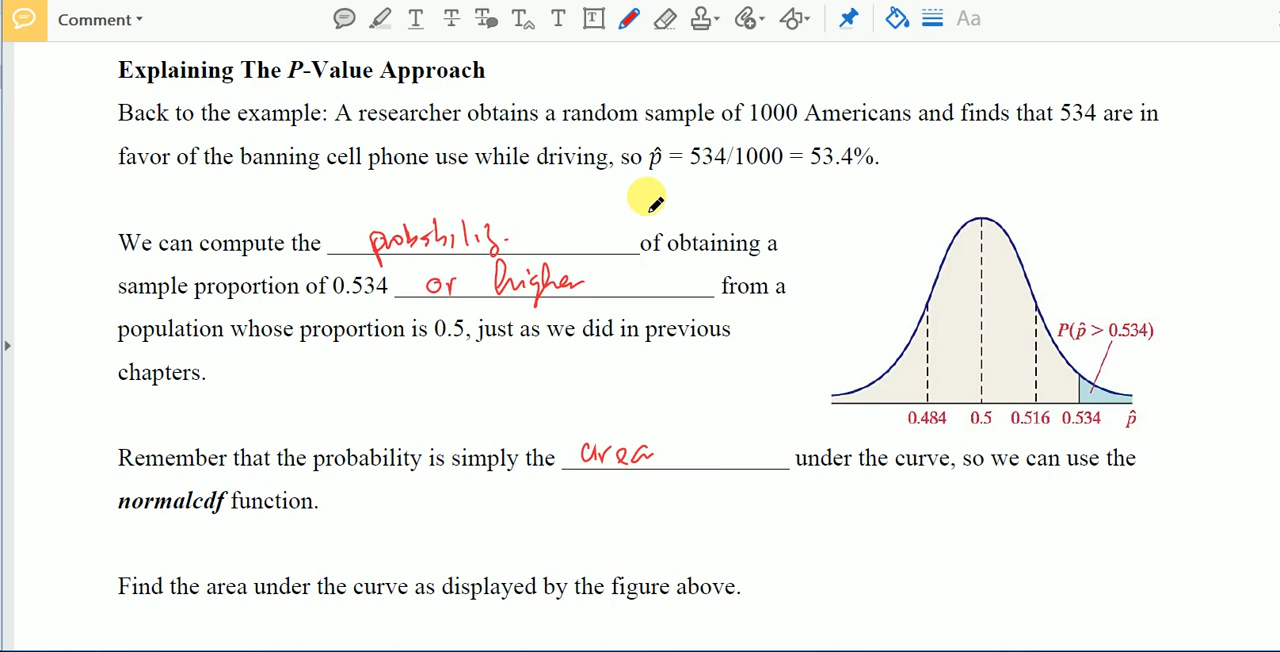 Comment
Aa
Explaining The P-Value Approach
Back to the example: A researcher obtains a random sample of 1000 Americans and finds that 534 are in
favor of the banning cell phone use while driving, so p̂ = 534/1000 = 53.4%.
We can compute the probability. of obtaining a
sample proportion of 0.534 or higher from a
population whose proportion is 0.5, just as we did in previous
chapters.
P(p̂ > 0.534)
0.484 0.5 0.516 0.534 p̂
Remember that the probability is simply the area under the curve, so we can use the
normalcdf function.
Find the area under the curve as displayed by the figure above.